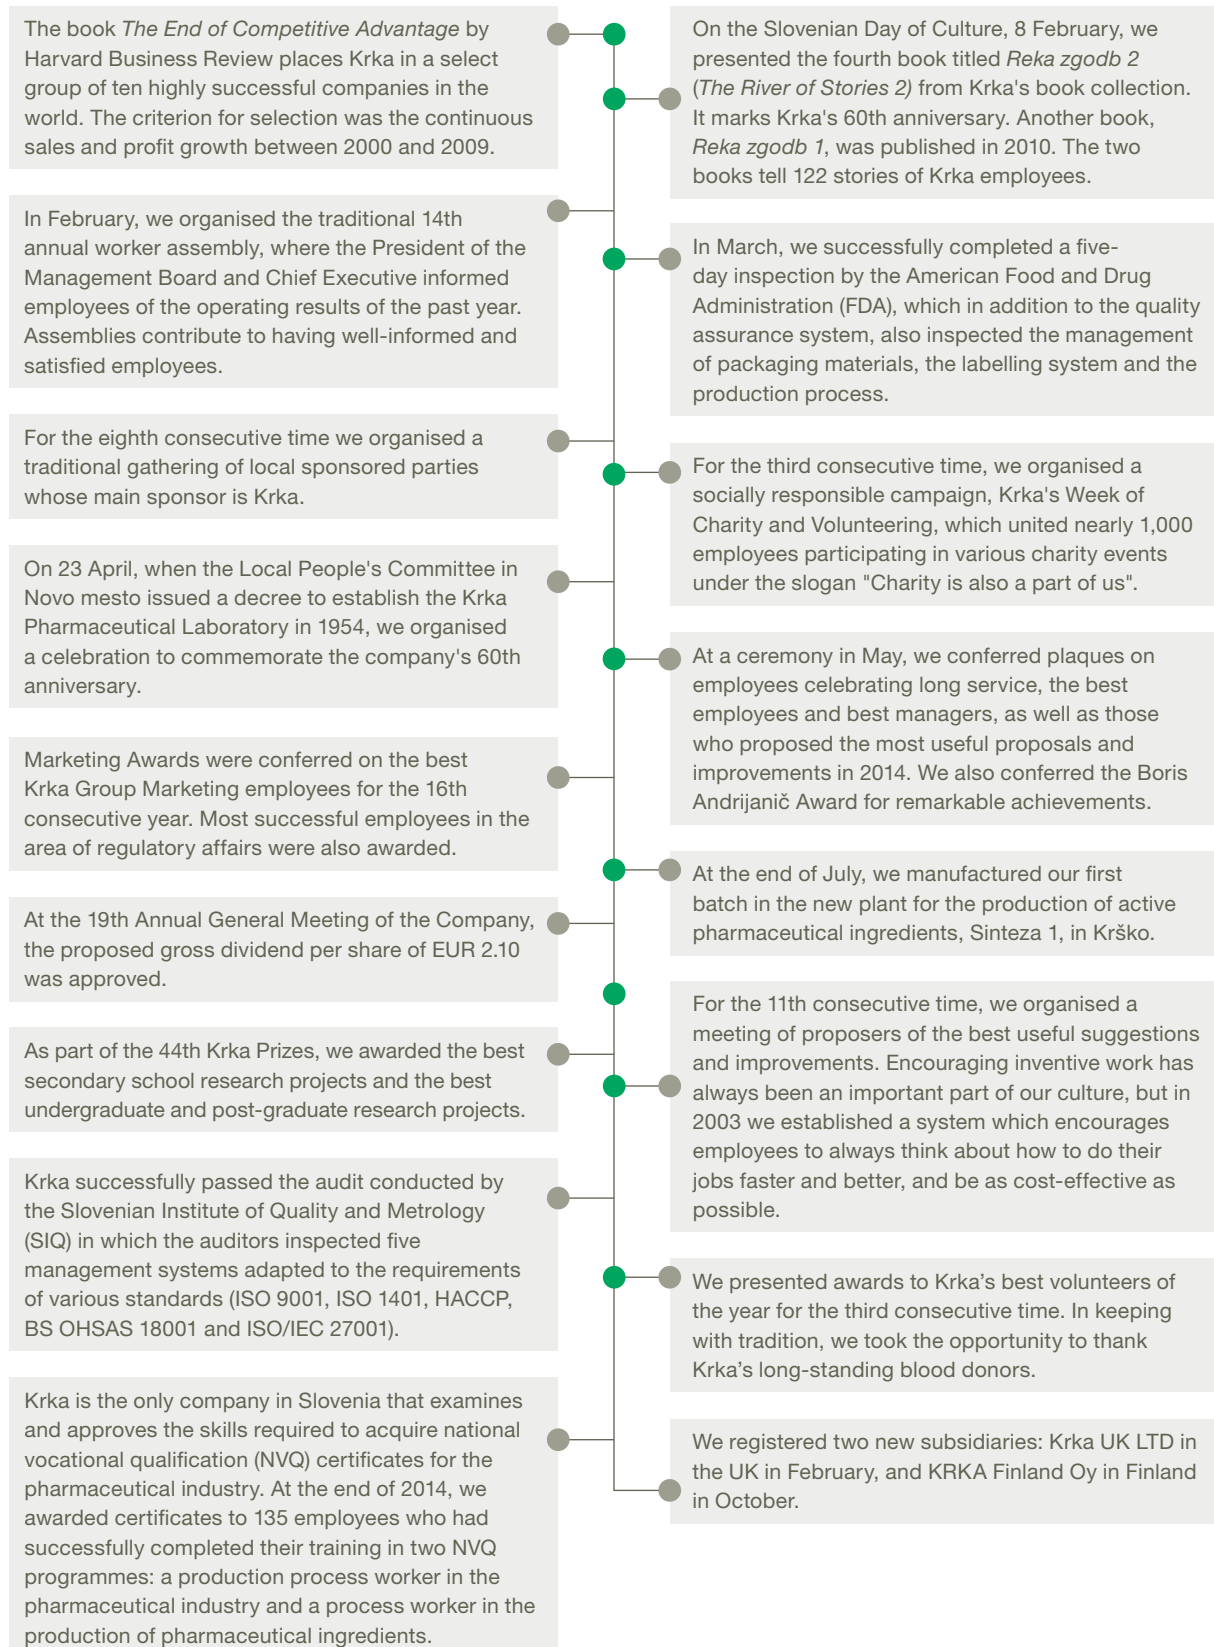 The book The End of Competitive Advantage by
Harvard Business Review places Krka in a select
group of ten highly successful companies in the
world. The criterion for selection was the continuous
sales and profit growth between 2000 and 2009.
On the Slovenian Day of Culture, 8 February, we
presented the fourth book titled Reka zgodb 2
(The River of Stories 2) from Krka's book collection.
It marks Krka's 60th anniversary. Another book,
Reka zgodb 1, was published in 2010. The two
books tell 122 stories of Krka employees.
In February, we organised the traditional 14th
annual worker assembly, where the President of the
Management Board and Chief Executive informed
employees of the operating results of the past year.
Assemblies contribute to having well-informed and
satisfied employees.
In March, we successfully completed a five-
day inspection by the American Food and Drug
Administration (FDA), which in addition to the quality
assurance system, also inspected the management
of packaging materials, the labelling system and the
production process.
For the eighth consecutive time we organised a
traditional gathering of local sponsored parties
whose main sponsor is Krka.
For the third consecutive time, we organised a
socially responsible campaign, Krka's Week of
Charity and Volunteering, which united nearly 1,000
employees participating in various charity events
under the slogan "Charity is also a part of us".
On 23 April, when the Local People's Committee in
Novo mesto issued a decree to establish the Krka
Pharmaceutical Laboratory in 1954, we organised
a celebration to commemorate the company's 60th
anniversary.
At a ceremony in May, we conferred plaques on
employees celebrating long service, the best
employees and best managers, as well as those
who proposed the most useful proposals and
improvements in 2014. We also conferred the Boris
Andrijanič Award for remarkable achievements.
Marketing Awards were conferred on the best
Krka Group Marketing employees for the 16th
consecutive year. Most successful employees in the
area of regulatory affairs were also awarded.
At the end of July, we manufactured our first
batch in the new plant for the production of active
pharmaceutical ingredients, Sinteza 1, in Krško.
At the 19th Annual General Meeting of the Company,
the proposed gross dividend per share of EUR 2.10
was approved.
For the 11th consecutive time, we organised a
meeting of proposers of the best useful suggestions
and improvements. Encouraging inventive work has
always been an important part of our culture, but in
2003 we established a system which encourages
employees to always think about how to do their
jobs faster and better, and be as cost-effective as
possible.
As part of the 44th Krka Prizes, we awarded the best
secondary school research projects and the best
undergraduate and post-graduate research projects.
Krka successfully passed the audit conducted by
the Slovenian Institute of Quality and Metrology
(SIQ) in which the auditors inspected five
management systems adapted to the requirements
of various standards (ISO 9001, ISO 1401, HACCP,
BS OHSAS 18001 and ISO/IEC 27001).
We presented awards to Krka's best volunteers of
the year for the third consecutive time. In keeping
with tradition, we took the opportunity to thank
Krka's long-standing blood donors.
Krka is the only company in Slovenia that examines
and approves the skills required to acquire national
vocational qualification (NVQ) certificates for the
pharmaceutical industry. At the end of 2014, we
awarded certificates to 135 employees who had
successfully completed their training in two NVQ
programmes: a production process worker in the
pharmaceutical industry and a process worker in the
production of pharmaceutical ingredients.
We registered two new subsidiaries: Krka UK LTD in
the UK in February, and KRKA Finland Oy in Finland
in October.